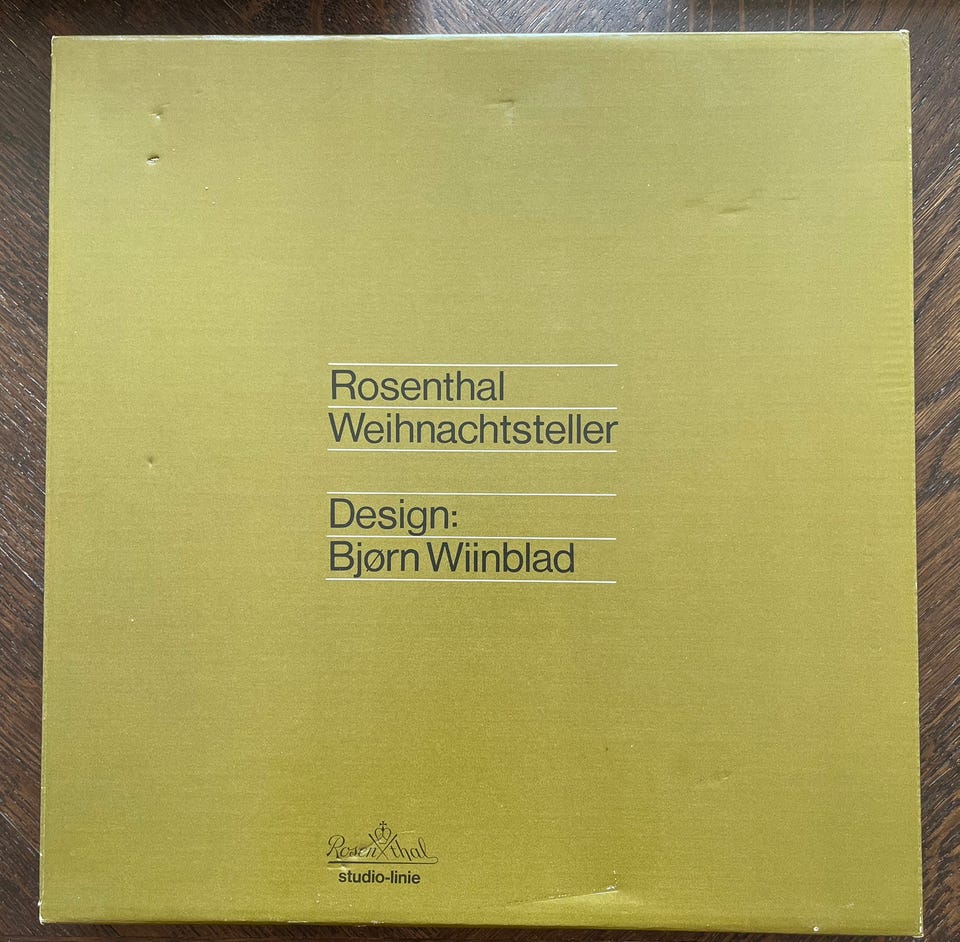 Rosenthal
Weihnachtsteller
Design:
Bjørn Wiinblad
Rosenthal
studio-linie